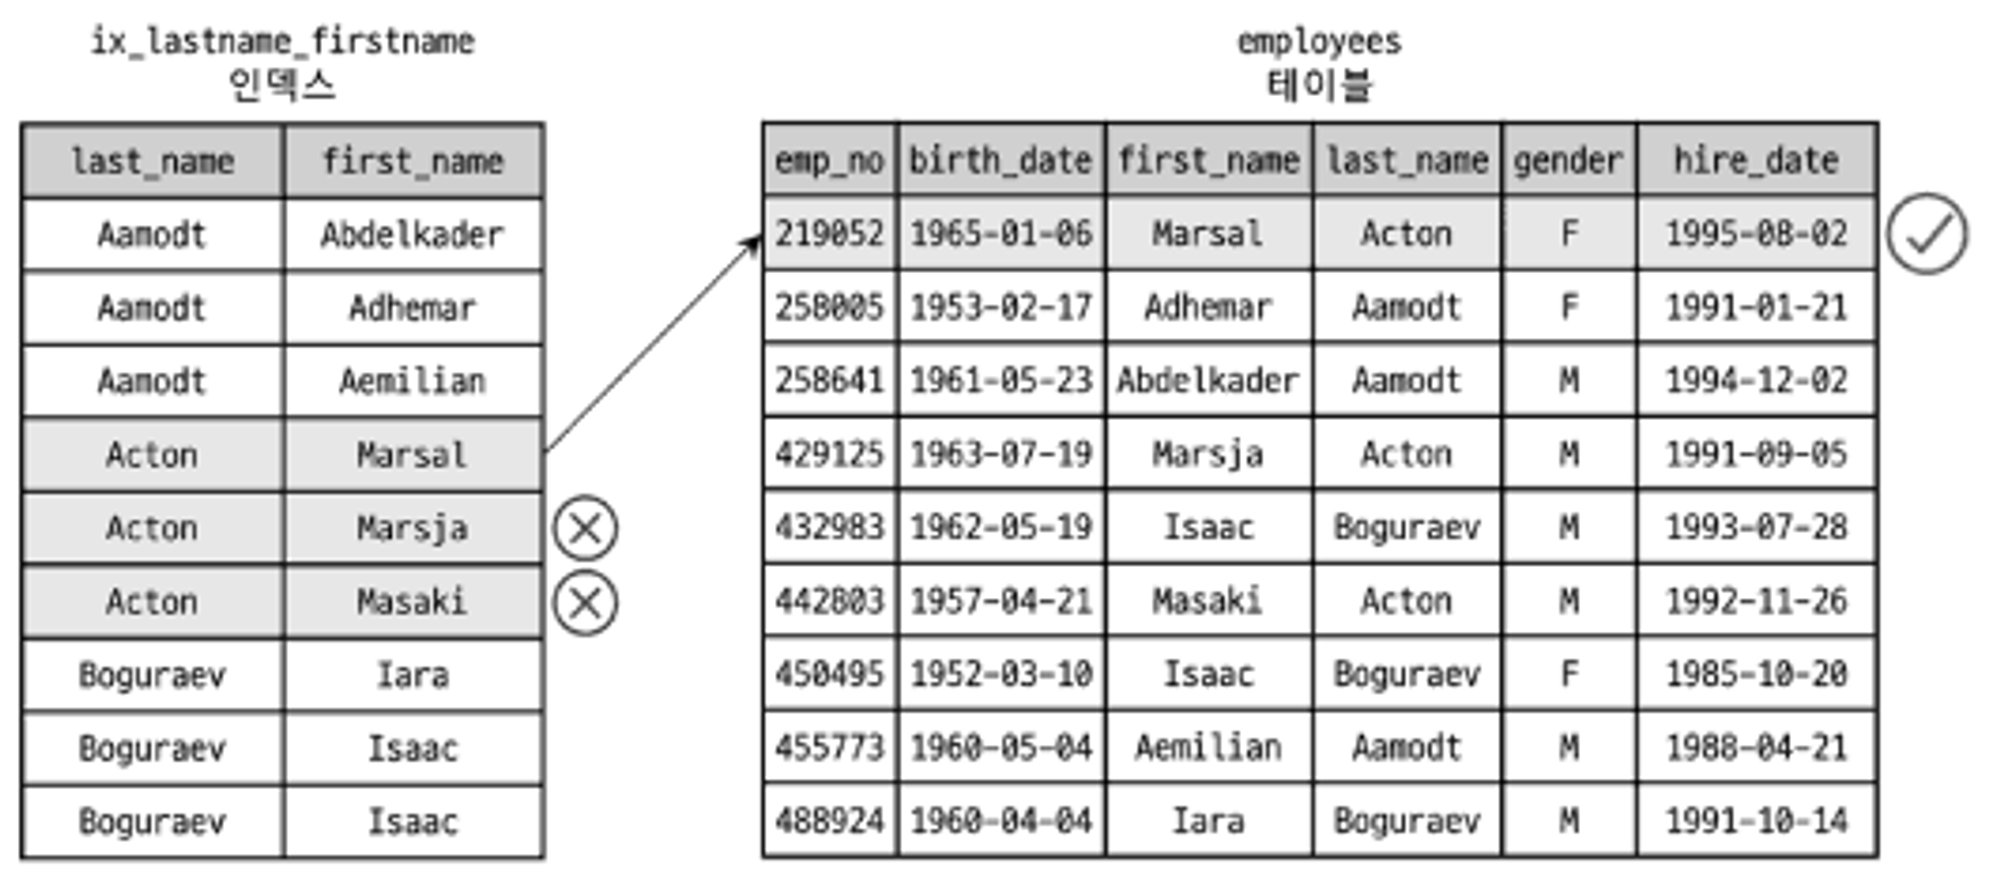 ix_lastname_firstname
인덱스
last_name first_name
Aamodt Abdelkader
Aamodt Adhemar
Aamodt Aemilian
Acton Marsal
Acton Marsja
Acton Masaki
Boguraev Iara
Boguraev Isaac
Boguraev Isaac
employees
테이블
emp_no birth_date first_name last_name gender hire_date
219052 1965-01-06 Marsal Acton F 1995-08-02
258005 1953-02-17 Adhemar Aamodt F 1991-01-21
258641 1961-05-23 Abdelkader Aamodt M 1994-12-02
429125 1963-07-19 Marsja Acton M 1991-09-05
432983 1962-05-19 Isaac Boguraev M 1993-07-28
442803 1957-04-21 Masaki Acton M 1992-11-26
450495 1952-03-10 Isaac Boguraev F 1985-10-20
455773 1960-05-04 Aemilian Aamodt M 1988-04-21
488924 1960-04-04 Iara Boguraev M 1991-10-14